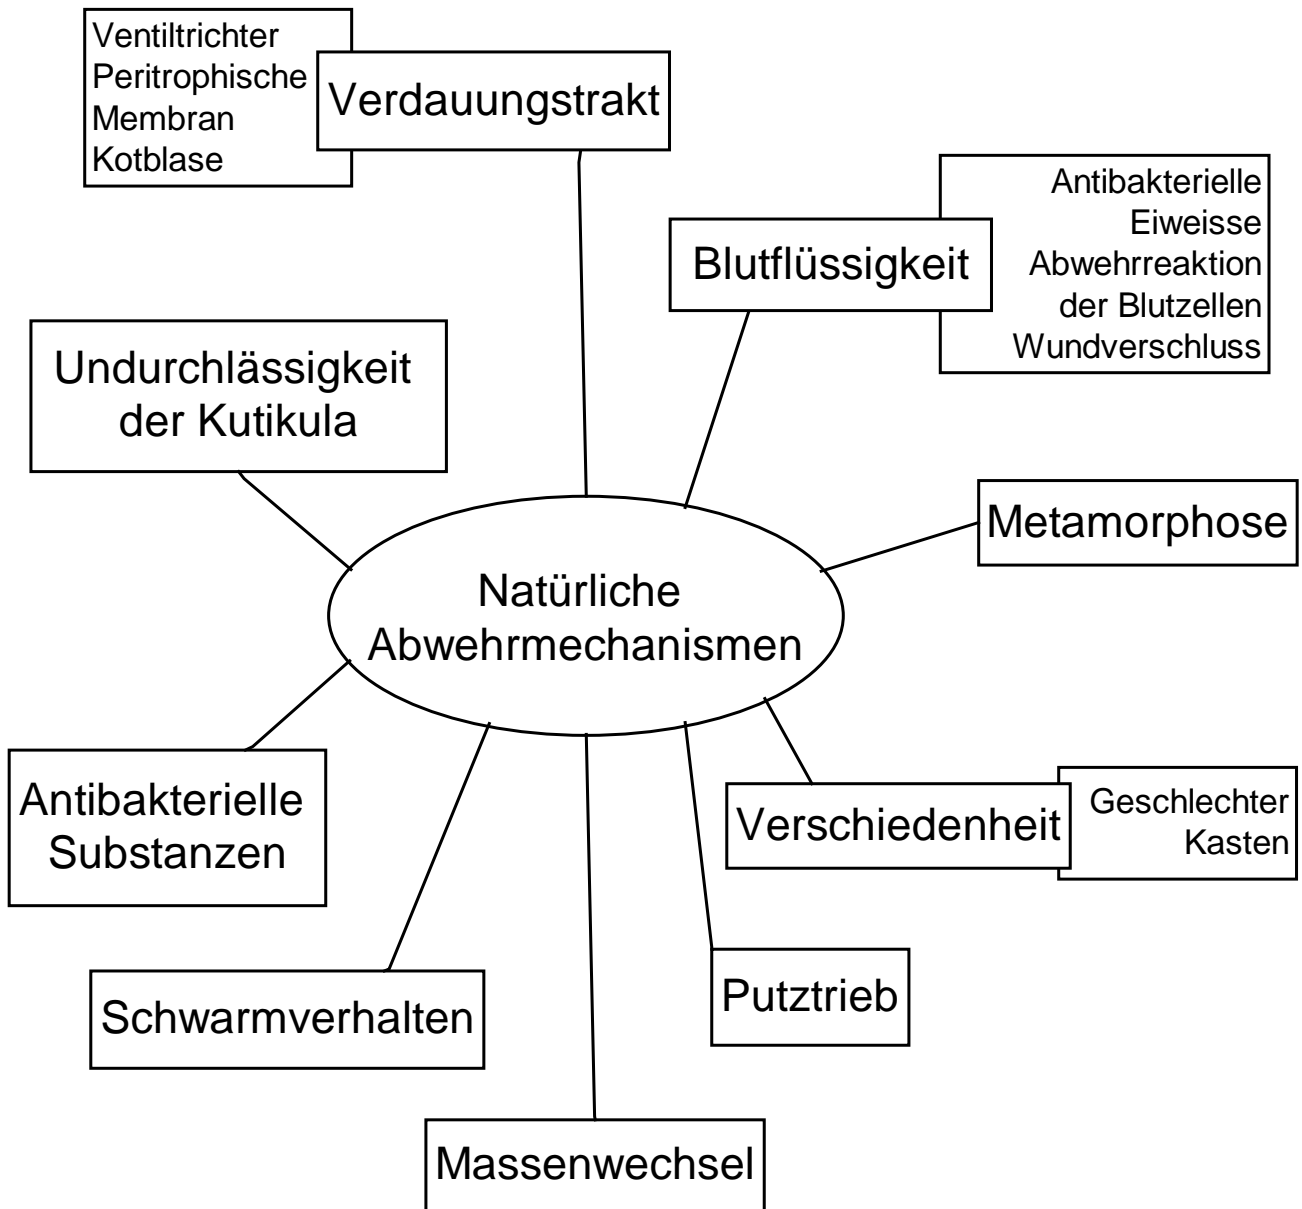 Ventiltrichter
Peritrophische
Membran
Kotblase
Verdauungstrakt
Antibakterielle
Eiweisse
Abwehrreaktion
der Blutzellen
Wundverschluss
Blutflüssigkeit
Undurchlässigkeit
der Kutikula
Metamorphose
Natürliche
Abwehrmechanismen
Antibakterielle
Substanzen
Verschiedenheit
Geschlechter
Kasten
Schwarmverhalten
Putztrieb
Massenwechsel